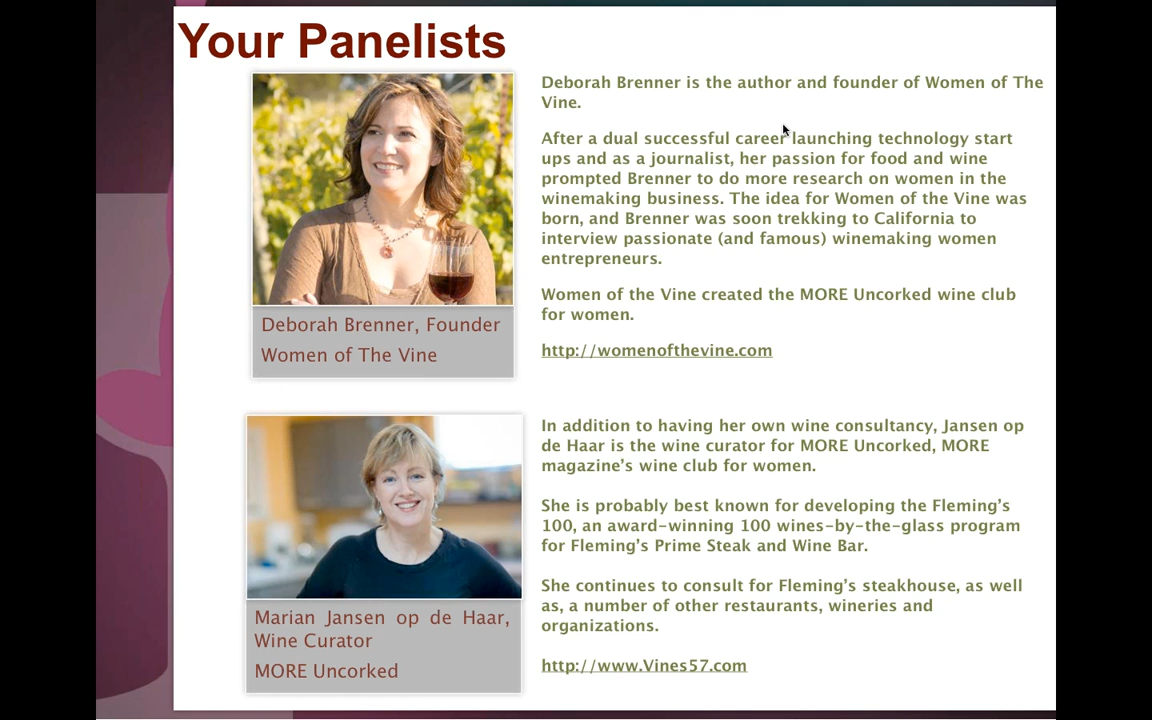 Your Panelists
Deborah Brenner is the author and founder of Women of The
Vine.
After a dual successful career launching technology start
ups and as a journalist, her passion for food and wine
prompted Brenner to do more research on women in the
winemaking business. The idea for Women of the Vine was
born, and Brenner was soon trekking to California to
interview passionate (and famous) winemaking women
entrepreneurs.
Women of the Vine created the MORE Uncorked wine club
for women.
http://womenofthevine.com
Deborah Brenner, Founder
Women of The Vine
In addition to having her own wine consultancy, Jansen op
de Haar is the wine curator for MORE Uncorked, MORE
magazine’s wine club for women.
She is probably best known for developing the Fleming’s
100, an award-winning 100 wines-by-the-glass program
for Fleming’s Prime Steak and Wine Bar.
She continues to consult for Fleming’s steakhouse, as well
as, a number of other restaurants, wineries and
organizations.
http://www.Vines57.com
Marian Jansen op de Haar,
Wine Curator
MORE Uncorked